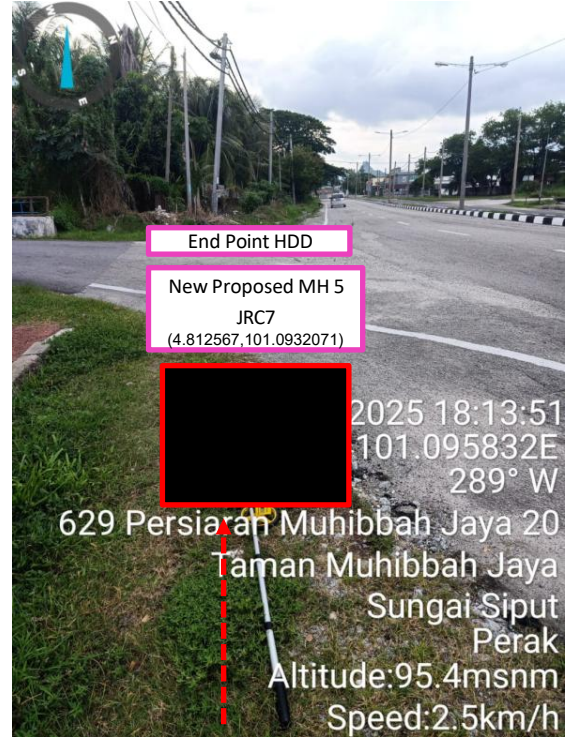 End Point HDD
New Proposed MH 5
JRC7
(4.812567,101.0932071)
2025 18:13:51
101.095832E
289° W
629 Persiaran Muhibbah Jaya 20
Taman Muhibbah Jaya
Sungai Siput
Perak
Altitude:95.4msnm
Speed:2.5km/h